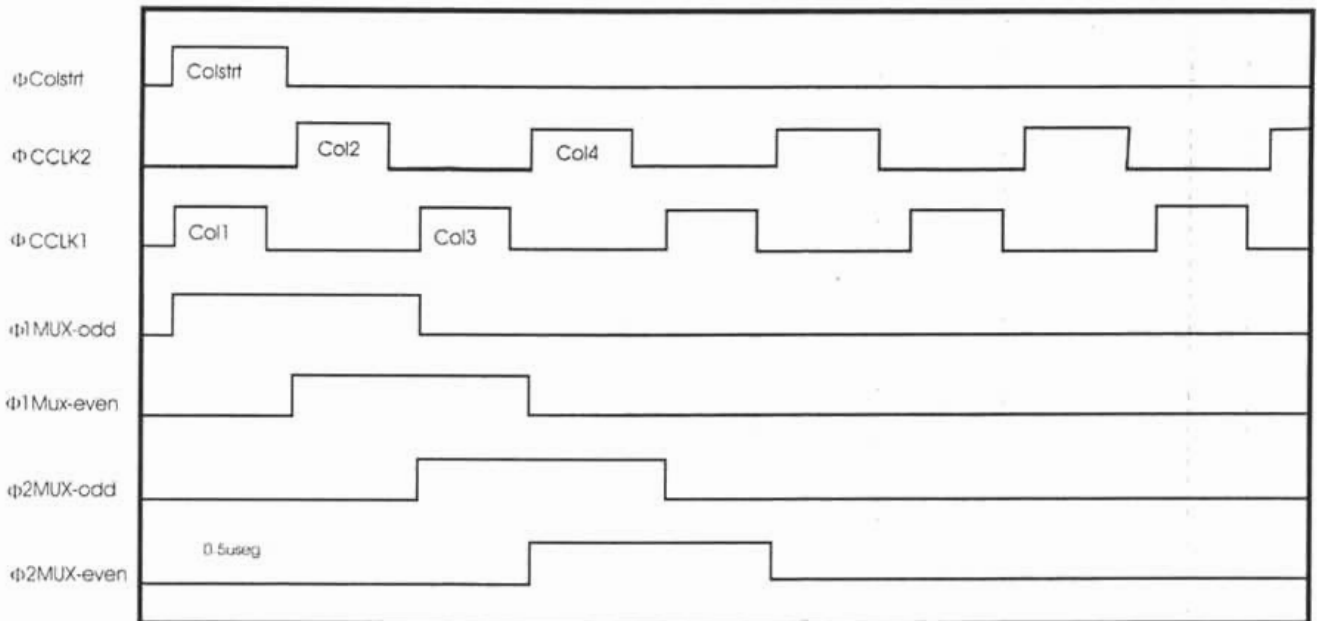 ΦColstrt
Colstrt
ΦCCLK2
Col2
Col4
ΦCCLK1
Col1
Col3
Φ1MUX-odd
Φ1Mux-even
Φ2MUX-odd
0.5useg
Φ2MUX-even